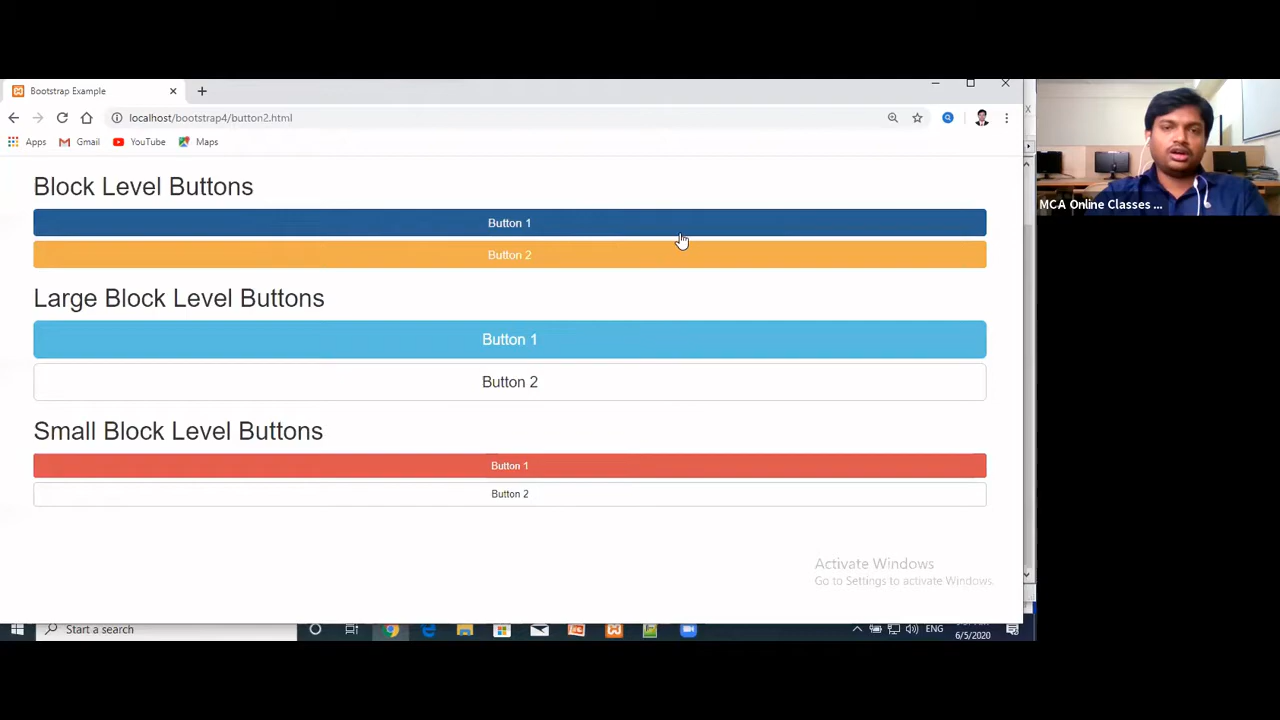 Bootstrap Example
localhost/bootstrap4/button2.html
Apps
Gmail
YouTube
Maps
MCA Online Classes ...
Block Level Buttons
Button 1
Button 2
Large Block Level Buttons
Button 1
Button 2
Small Block Level Buttons
Button 1
Button 2
Activate Windows
Go to Settings to activate Windows.
Start a search
ENG
6/5/2020